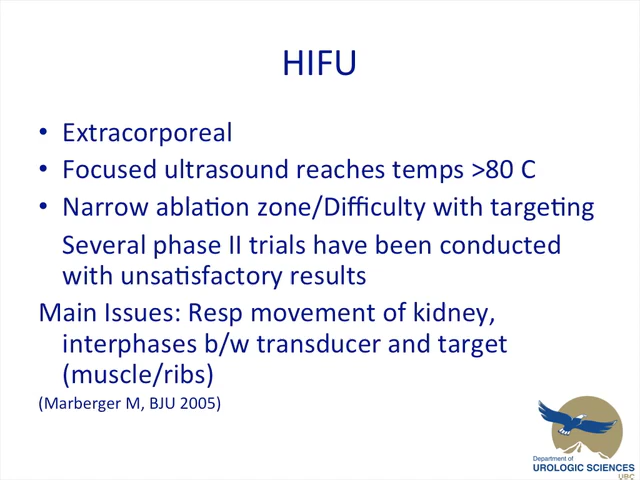 HIFU
• Extracorporeal
• Focused ultrasound reaches temps >80 C
• Narrow ablation zone/Difficulty with targeting
Several phase II trials have been conducted
with unsatisfactory results
Main Issues: Resp movement of kidney,
interphases b/w transducer and target
(muscle/ribs)
(Marberger M, BJU 2005)
Department of
UROLOGIC SCIENCES
UBC